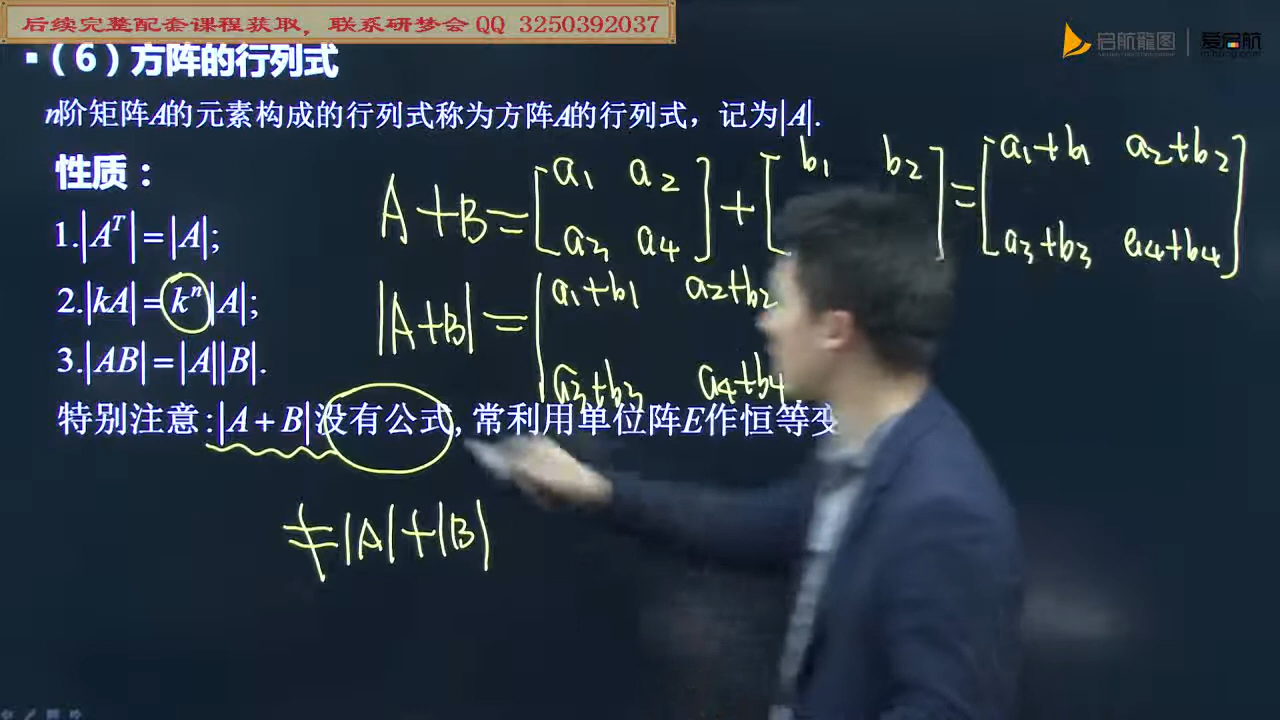 后续完整配套课程获取，联系研梦会QQ 3250392037
启航龍图 | 爱启航
▪（6）方阵的行列式
n阶矩阵A的元素构成的行列式称为方阵A的行列式，记为|A|.
性质：
1.|A^T|=|A|;
2.|kA|=k^n|A|;
3.|AB|=|A||B|.
特别注意:|A+B|没有公式,常利用单位阵E作恒等变
A+B=[a1 a2
a3 a4]+[b1 b2
]=[a1+b1 a2+b2
a3+b3 a4+b4]
|A+B|=|a1+b1 a2+b2
a3+b3 a4+b4
≠|A|+|B|